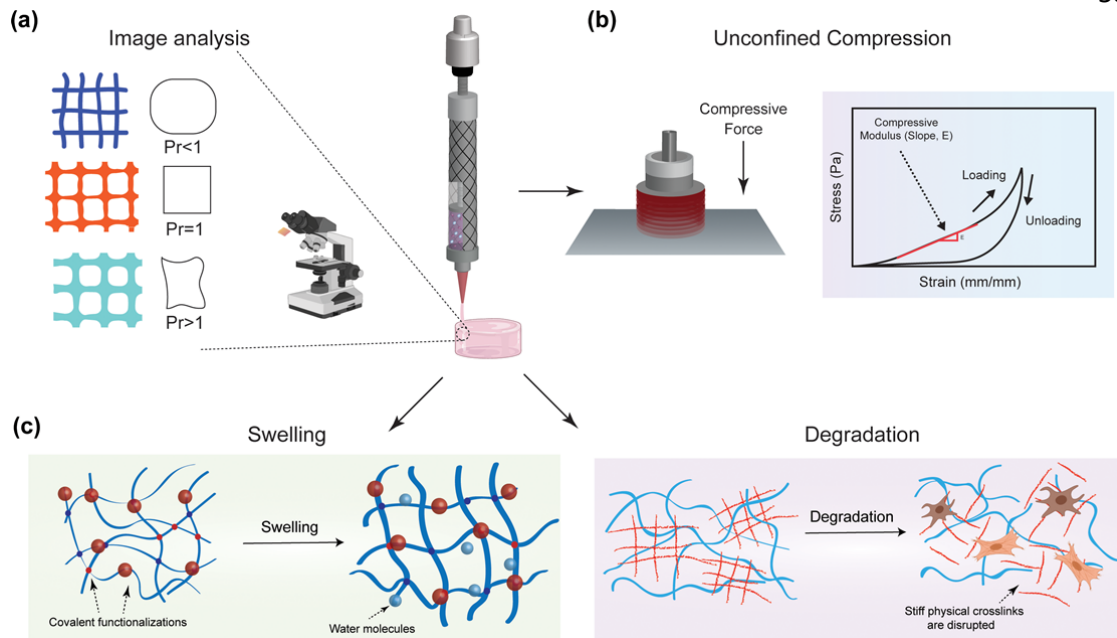 (a)
Image analysis
Pr<1
Pr=1
Pr>1
(b)
Unconfined Compression
Compressive
Force
Compressive
Modulus (Slope, E)
Loading
Unloading
ε
Stress (Pa)
Strain (mm/mm)
(c)
Swelling
Swelling
Covalent functionalizations
Water molecules
Degradation
Degradation
Stiff physical crosslinks
are disrupted